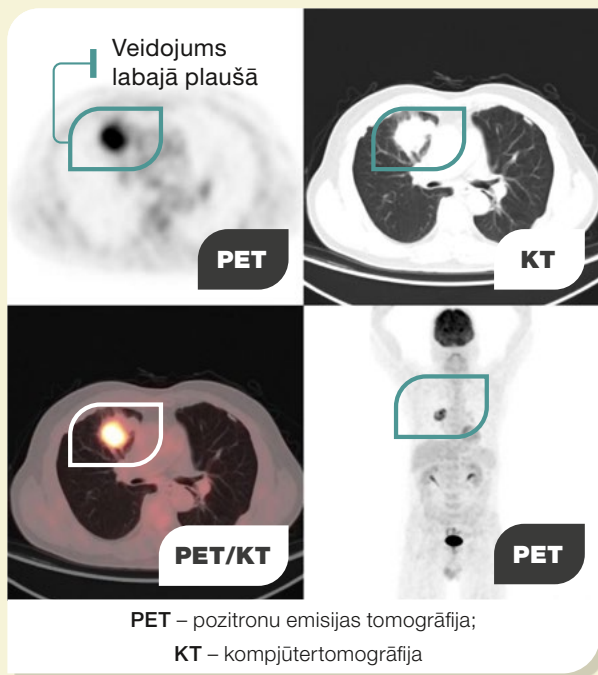 Veidojums
labajā plaušā
PET
KT
PET/KT
PET
PET – pozitronu emisijas tomogrāfija;
KT – kompjūtertomogrāfija